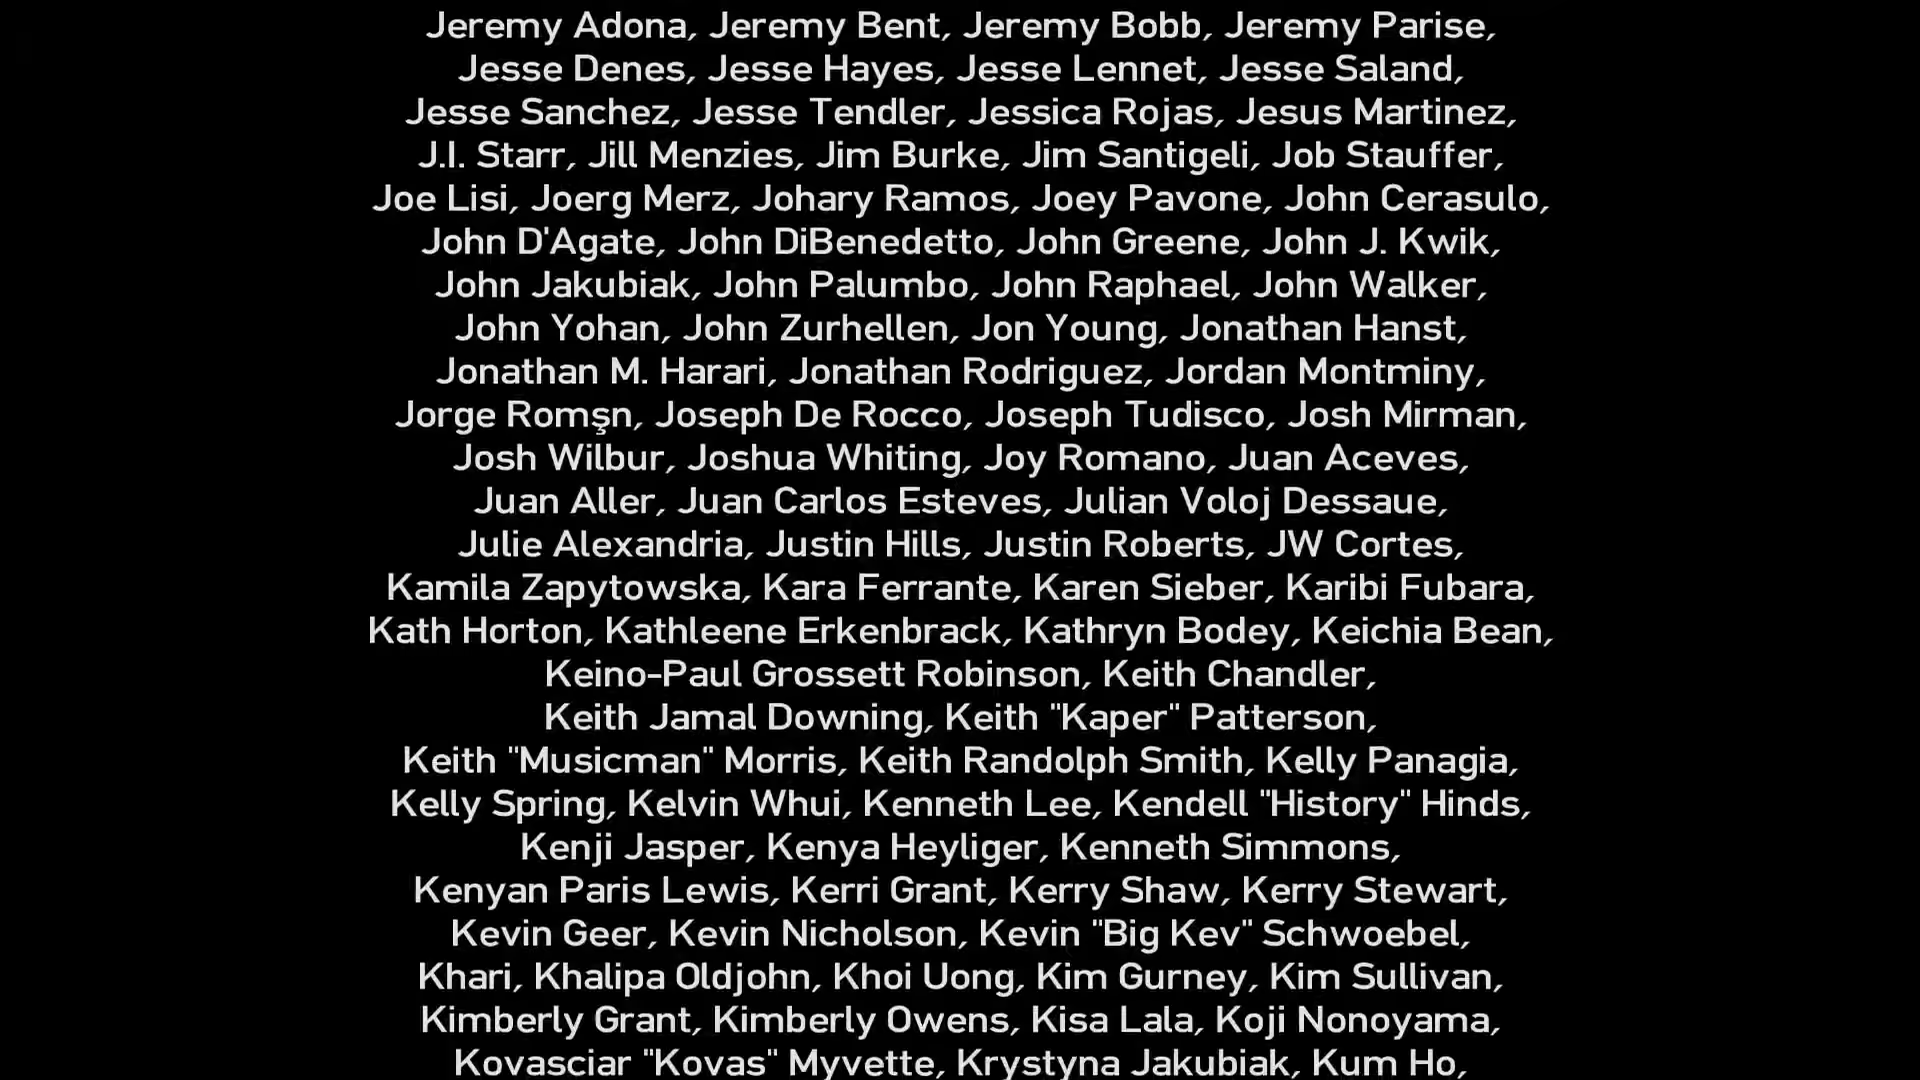 Jeremy Adona, Jeremy Bent, Jeremy Bobb, Jeremy Parise,
Jesse Denes, Jesse Hayes, Jesse Lennet, Jesse Saland,
Jesse Sanchez, Jesse Tendler, Jessica Rojas, Jesus Martinez,
J.I. Starr, Jill Menzies, Jim Burke, Jim Santigeli, Job Stauffer,
Joe Lisi, Joerg Merz, Johary Ramos, Joey Pavone, John Cerasulo,
John D'Agate, John DiBenedetto, John Greene, John J. Kwik,
John Jakubiak, John Palumbo, John Raphael, John Walker,
John Yohan, John Zurhellen, Jon Young, Jonathan Hanst,
Jonathan M. Harari, Jonathan Rodriguez, Jordan Montminy,
Jorge Romşn, Joseph De Rocco, Joseph Tudisco, Josh Mirman,
Josh Wilbur, Joshua Whiting, Joy Romano, Juan Aceves,
Juan Aller, Juan Carlos Esteves, Julian Voloj Dessaue,
Julie Alexandria, Justin Hills, Justin Roberts, JW Cortes,
Kamila Zapytowska, Kara Ferrante, Karen Sieber, Karibi Fubara,
Kath Horton, Kathleene Erkenbrack, Kathryn Bodey, Keichia Bean,
Keino-Paul Grossett Robinson, Keith Chandler,
Keith Jamal Downing, Keith "Kaper" Patterson,
Keith "Musicman" Morris, Keith Randolph Smith, Kelly Panagia,
Kelly Spring, Kelvin Whui, Kenneth Lee, Kendell "History" Hinds,
Kenji Jasper, Kenya Heyliger, Kenneth Simmons,
Kenyan Paris Lewis, Kerri Grant, Kerry Shaw, Kerry Stewart,
Kevin Geer, Kevin Nicholson, Kevin "Big Kev" Schwoebel,
Khari, Khalipa Oldjohn, Khoi Uong, Kim Gurney, Kim Sullivan,
Kimberly Grant, Kimberly Owens, Kisa Lala, Koji Nonoyama,
Kovasciar "Kovas" Myvette, Krystyna Jakubiak, Kum Ho,